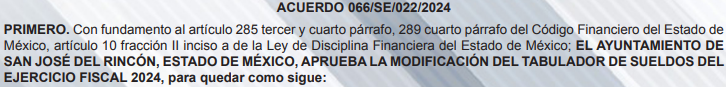 ACUERDO 066/SE/022/2024
PRIMERO. Con fundamento al artículo 285 tercer y cuarto párrafo, 289 cuarto párrafo del Código Financiero del Estado de
México, artículo 10 fracción II inciso a de la Ley de Disciplina Financiera del Estado de México; EL AYUNTAMIENTO DE
SAN JOSÉ DEL RINCÓN, ESTADO DE MÉXICO, APRUEBA LA MODIFICACIÓN DEL TABULADOR DE SUELDOS DEL
EJERCICIO FISCAL 2024, para quedar como sigue: